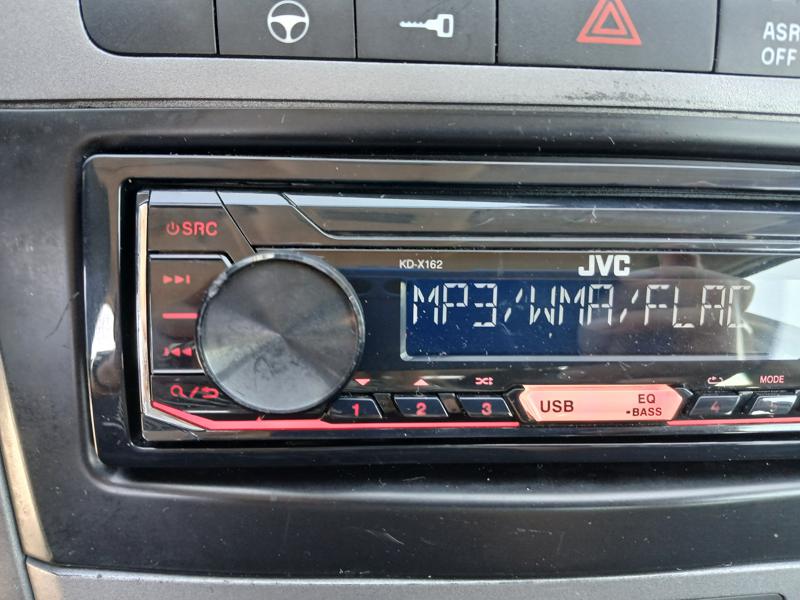 ASR
OFF
SRC
KD-X162
JVC
MP3/WMA/FLAC
MODE
1
2
3
USB
EQ
•BASS
4